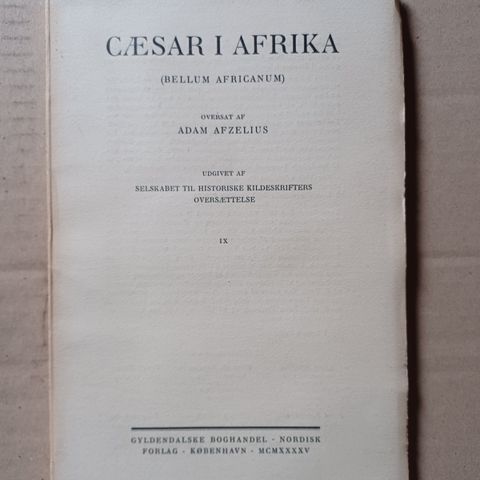 CÆSAR I AFRIKA
(BELLUM AFRICANUM)
OVERSAT AF
ADAM AFZELIUS
UDGIVET AF
SELSKABET TIL HISTORISKE KILDESKRIFTERS
OVERSÆTTELSE
IX
GYLDENDALSKE BOGHANDEL · NORDISK
FORLAG · KØBENHAVN · MCMXXXXV